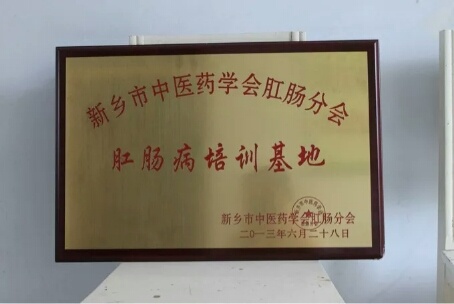 新乡市中医药学会肛肠分会
肛肠病培训基地
新乡市中医药学会肛肠分会
二0一三年六月二十八日